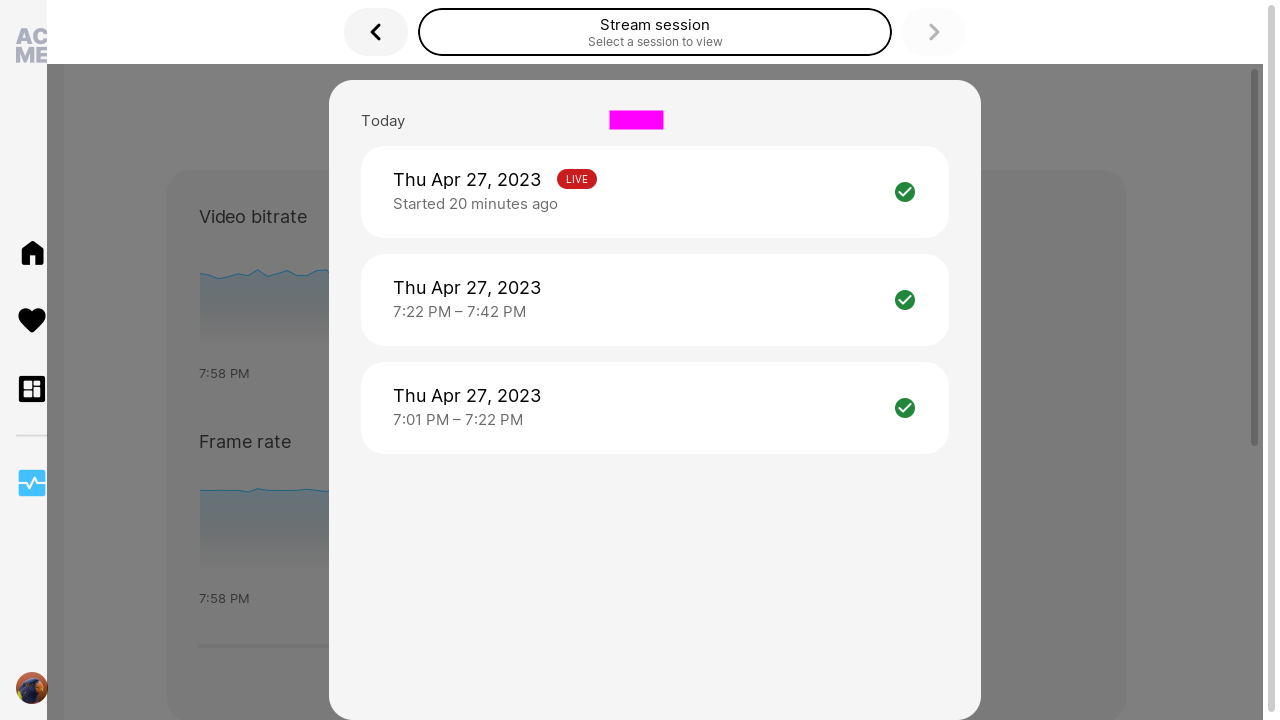 AC
ME
Stream session
Select a session to view
Today
Thu Apr 27, 2023 LIVE
Started 20 minutes ago
Thu Apr 27, 2023
7:22 PM – 7:42 PM
Thu Apr 27, 2023
7:01 PM – 7:22 PM
Video bitrate
7:58 PM
Frame rate
7:58 PM